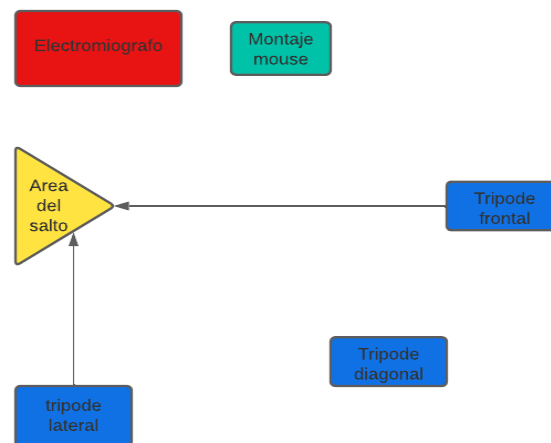 Electromiografo
Montaje
mouse
Area
del
salto
Tripode
frontal
Tripode
diagonal
tripode
lateral